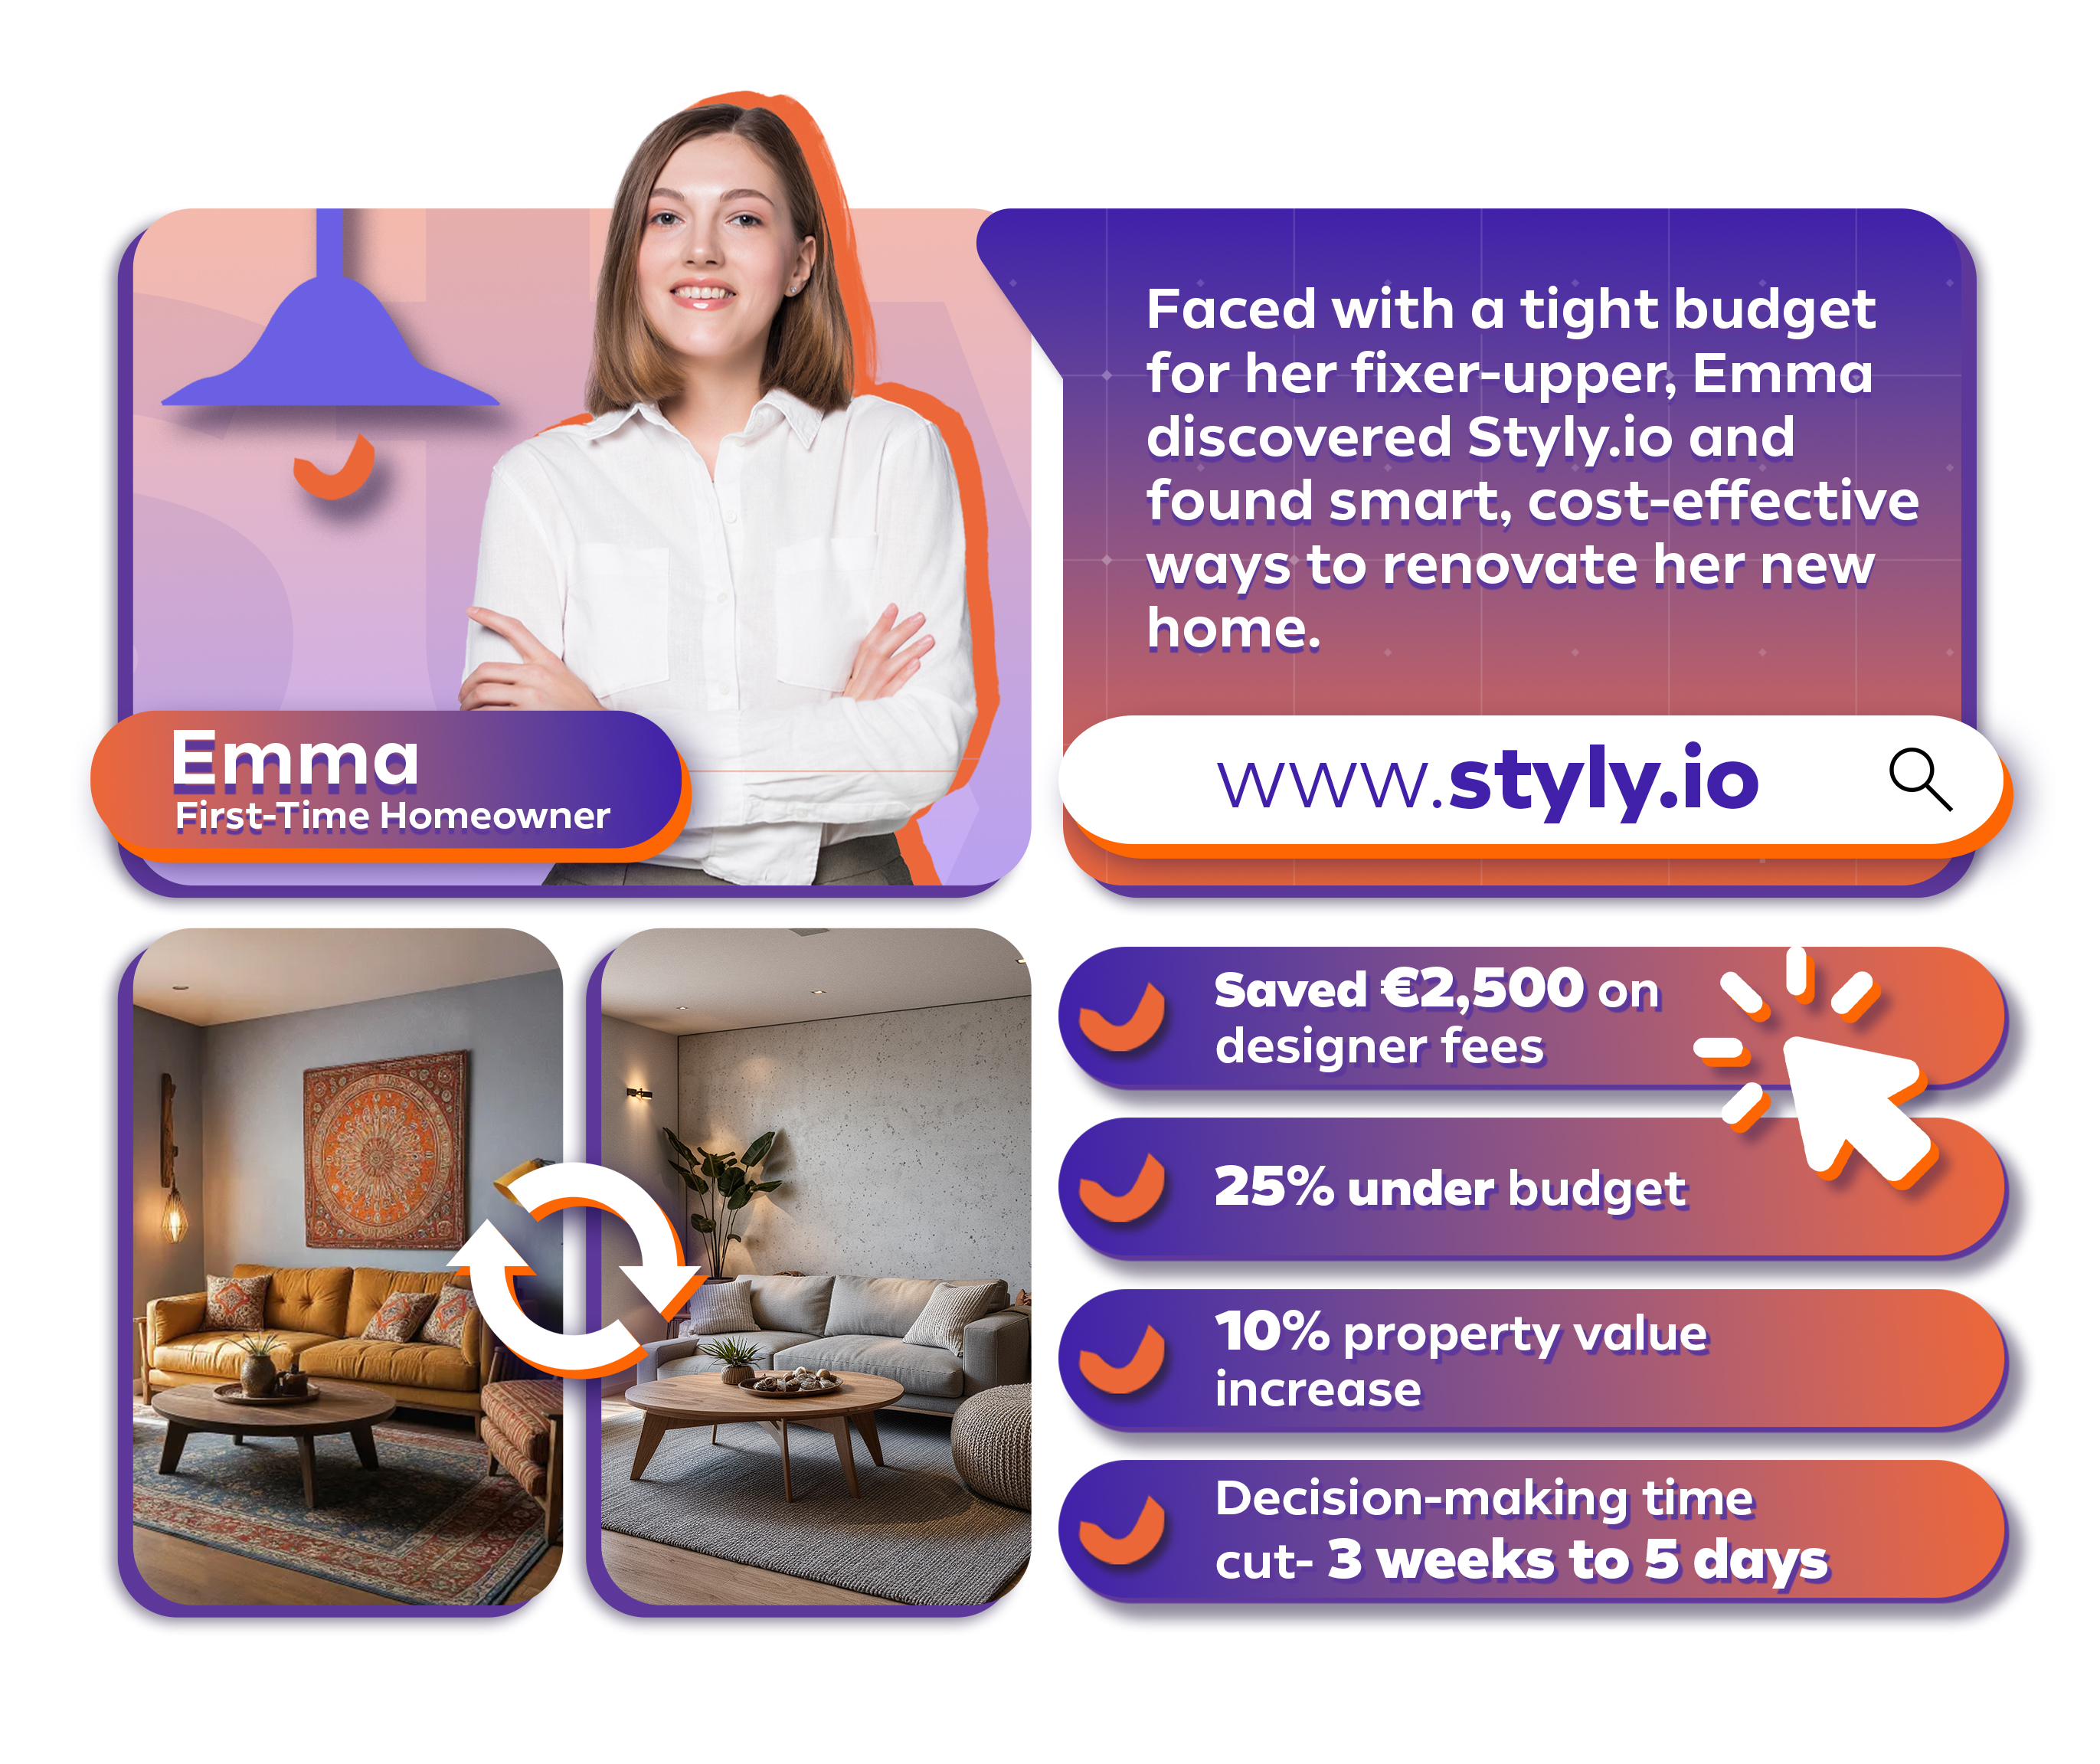 Faced with a tight budget
for her fixer-upper, Emma
discovered Styly.io and
found smart, cost-effective
ways to renovate her new
home.
Emma
First-Time Homeowner
www.styly.io
Saved €2,500 on
designer fees
25% under budget
10% property value
increase
Decision-making time
cut- 3 weeks to 5 days